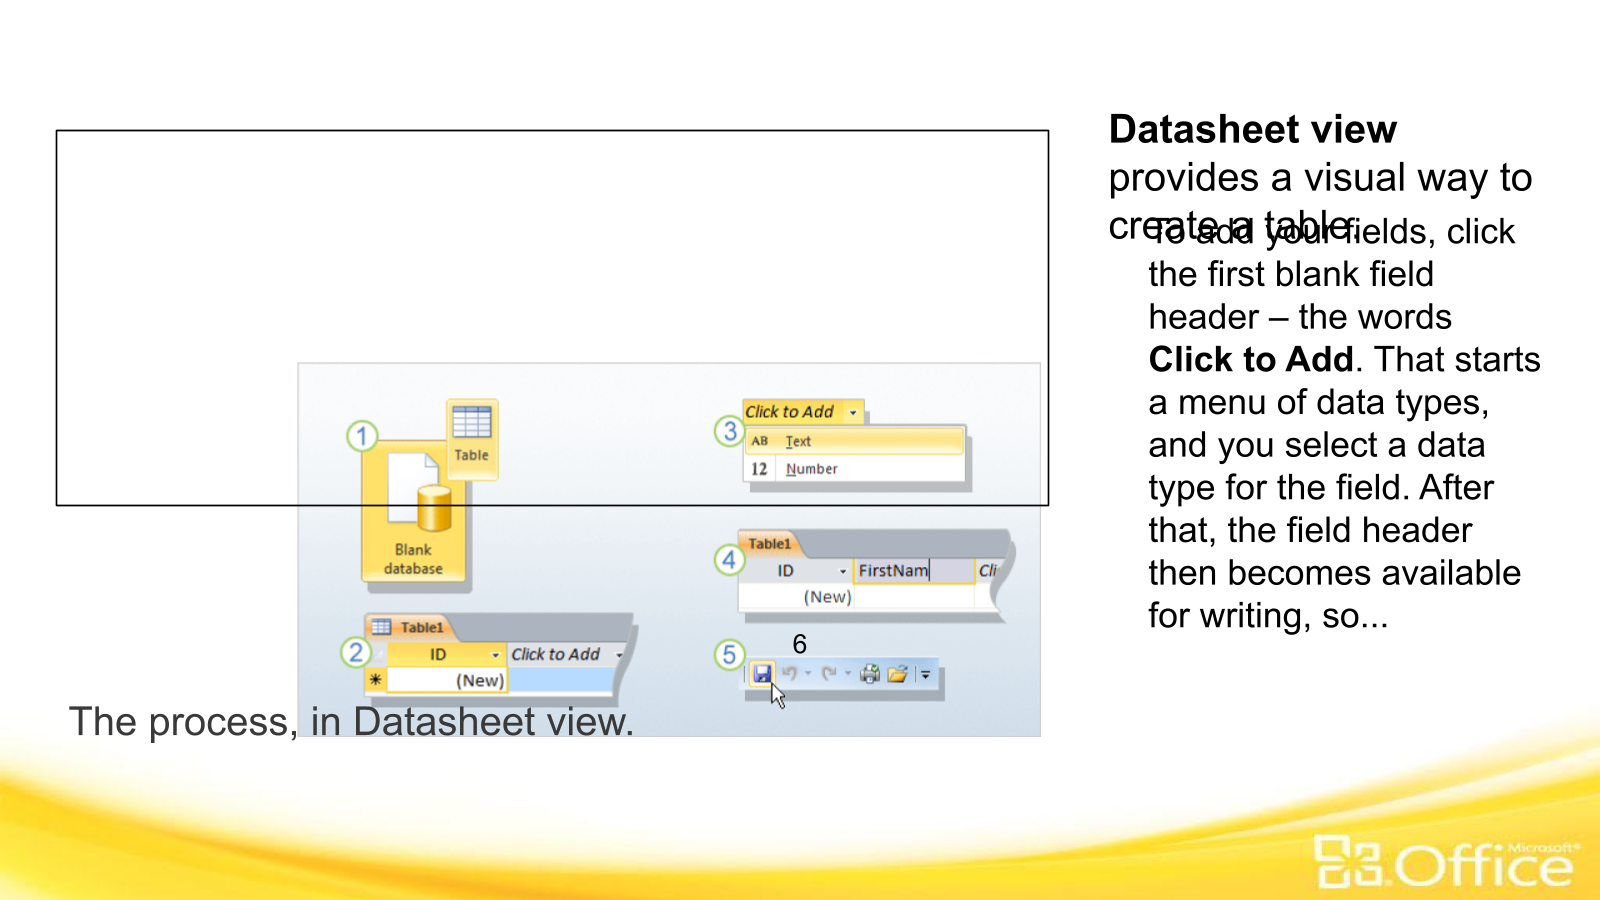 Datasheet view
provides a visual way to
create a table.
To add your fields, click
the first blank field
header – the words
Click to Add. That starts
a menu of data types,
and you select a data
type for the field. After
that, the field header
then becomes available
for writing, so...
1
Table
Blank
database
2
Table1
ID
Click to Add
(New)
3
Click to Add
AB Text
12 Number
4
Table1
ID
FirstNam
Cli
(New)
5
6
The process, in Datasheet view.
Microsoft®
Office